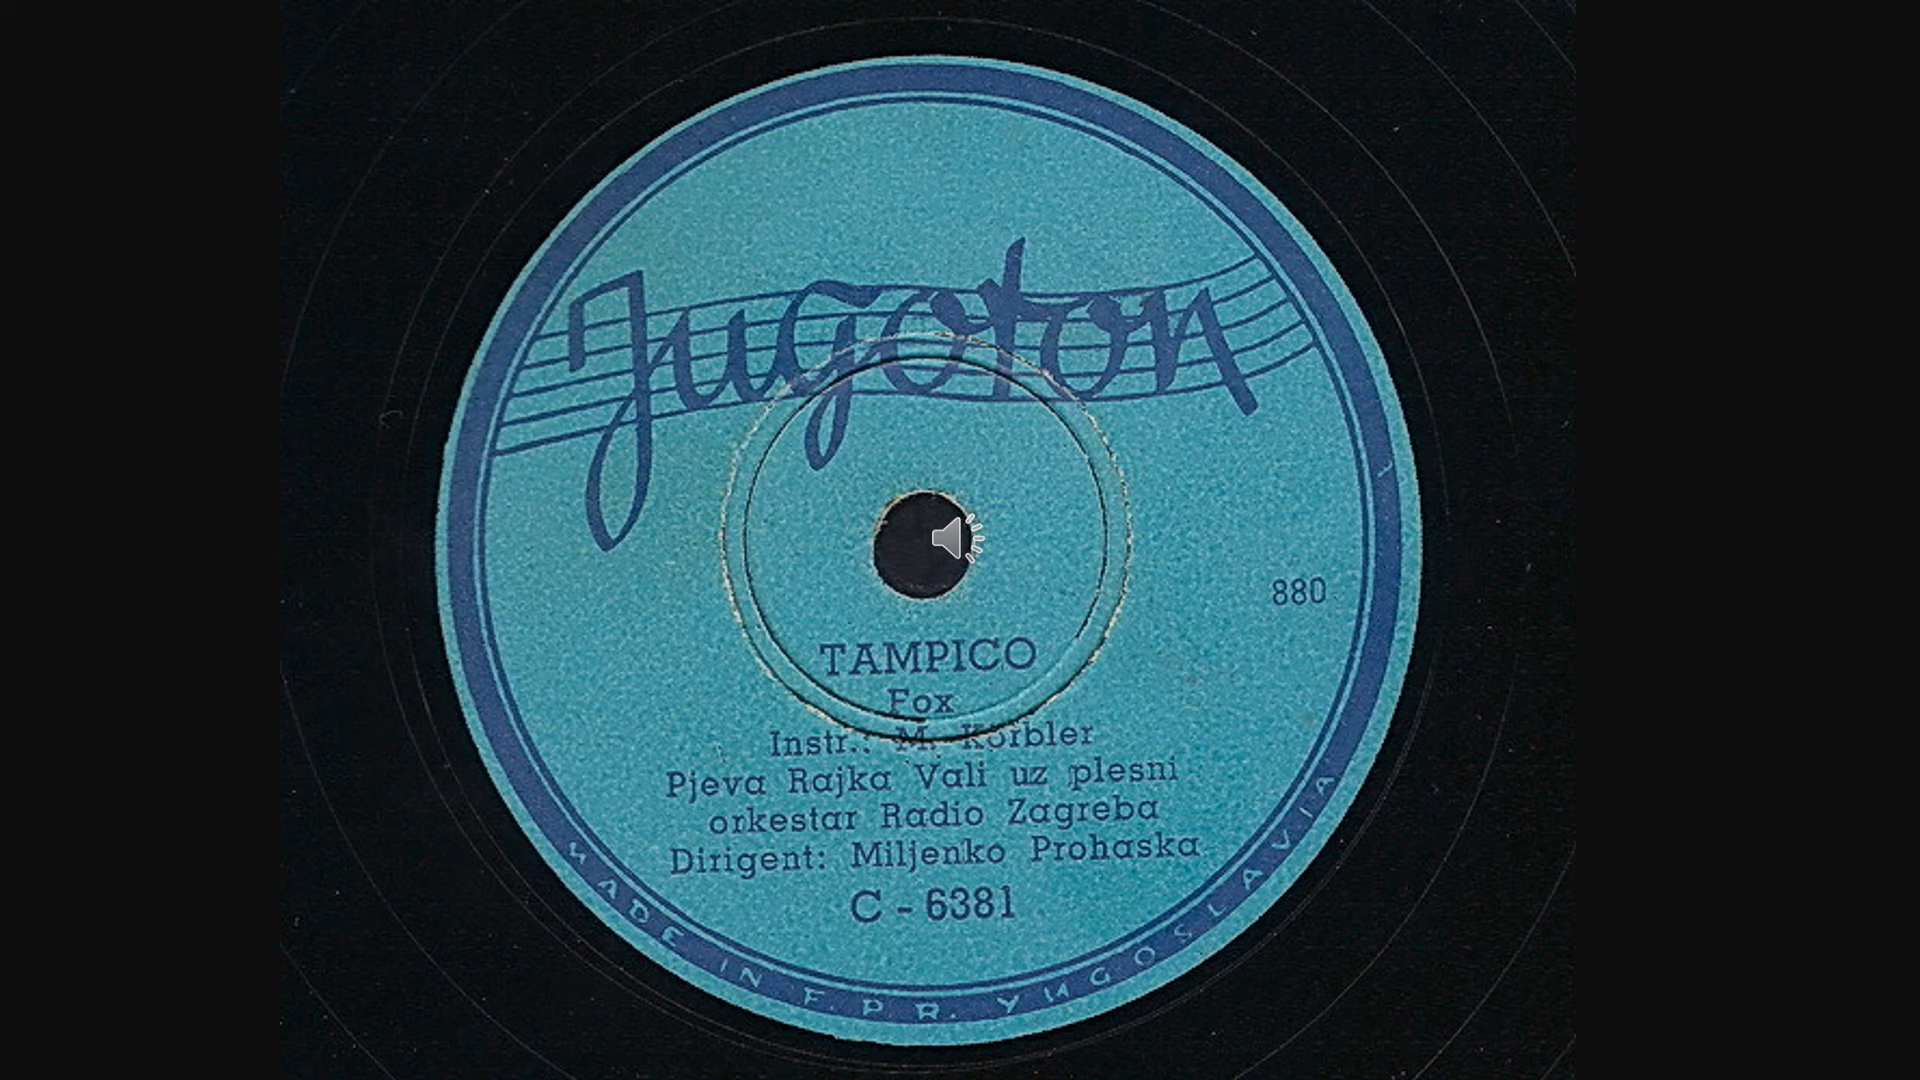 Jugoton
880
TAMPICO
Fox
Instr.: M. Körbler
Pjeva Rajka Vali uz plesni
orkestar Radio Zagreba
Dirigent: Miljenko Prohaska
C - 6381
MADE IN F.P.R. YUGOSLAVIA